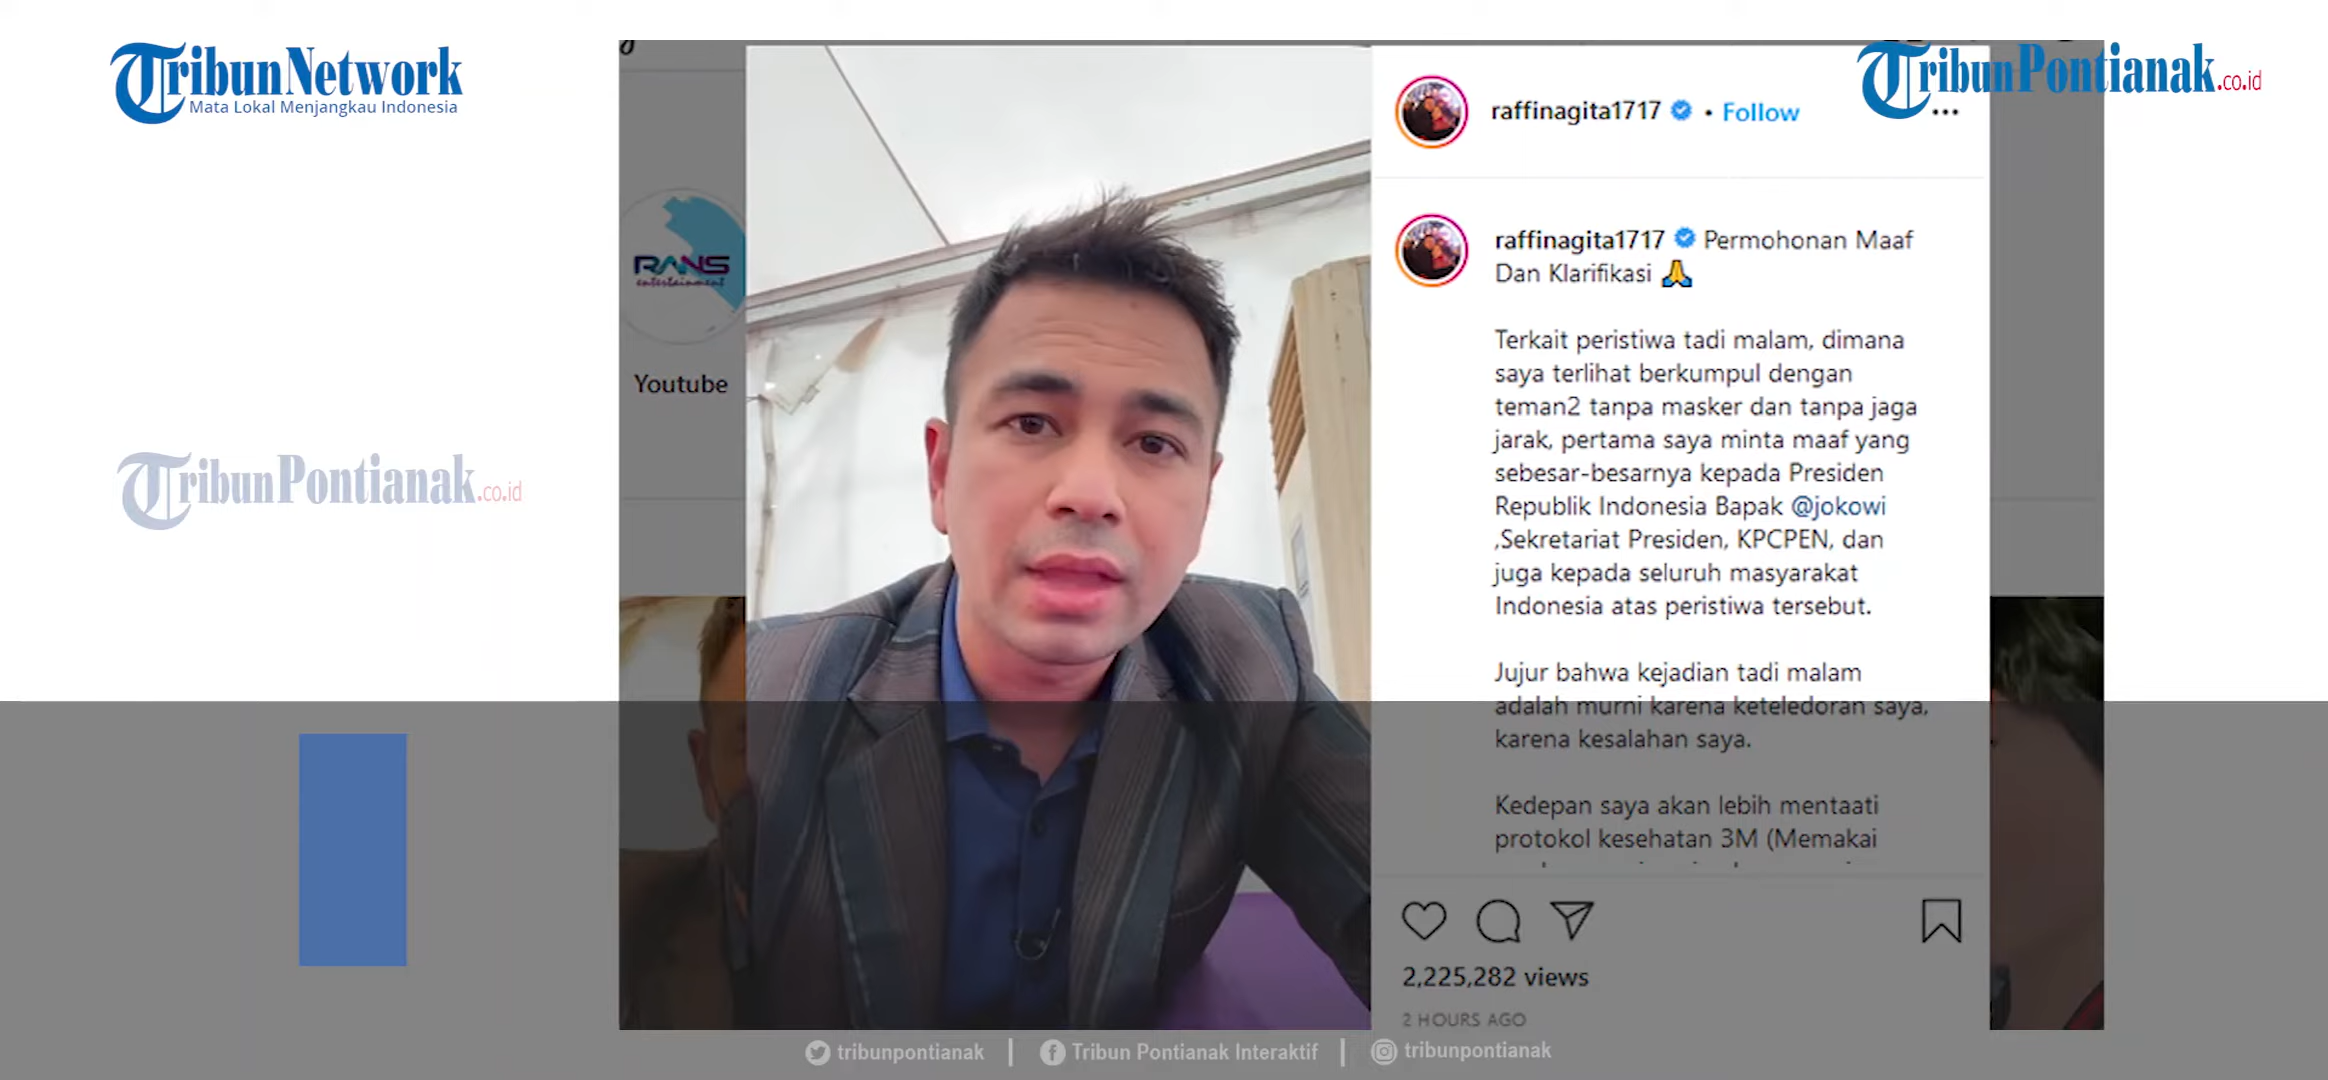 TribunNetwork
Mata Lokal Menjangkau Indonesia
TribunPontianak.co.id
raffinagita1717 • Follow
RANS
entertainment
raffinagita1717 Permohonan Maaf
Dan Klarifikasi 🙏
Youtube
Terkait peristiwa tadi malam, dimana
saya terlihat berkumpul dengan
teman2 tanpa masker dan tanpa jaga
jarak, pertama saya minta maaf yang
sebesar-besarnya kepada Presiden
Republik Indonesia Bapak @jokowi
,Sekretariat Presiden, KPCPEN, dan
juga kepada seluruh masyarakat
Indonesia atas peristiwa tersebut.
TribunPontianak.co.id
Jujur bahwa kejadian tadi malam
adalah murni karena keteledoran saya,
karena kesalahan saya.
Kedepan saya akan lebih mentaati
protokol kesehatan 3M (Memakai
2,225,282 views
2 HOURS AGO
tribunpontianak | Tribun Pontianak Interaktif | tribunpontianak